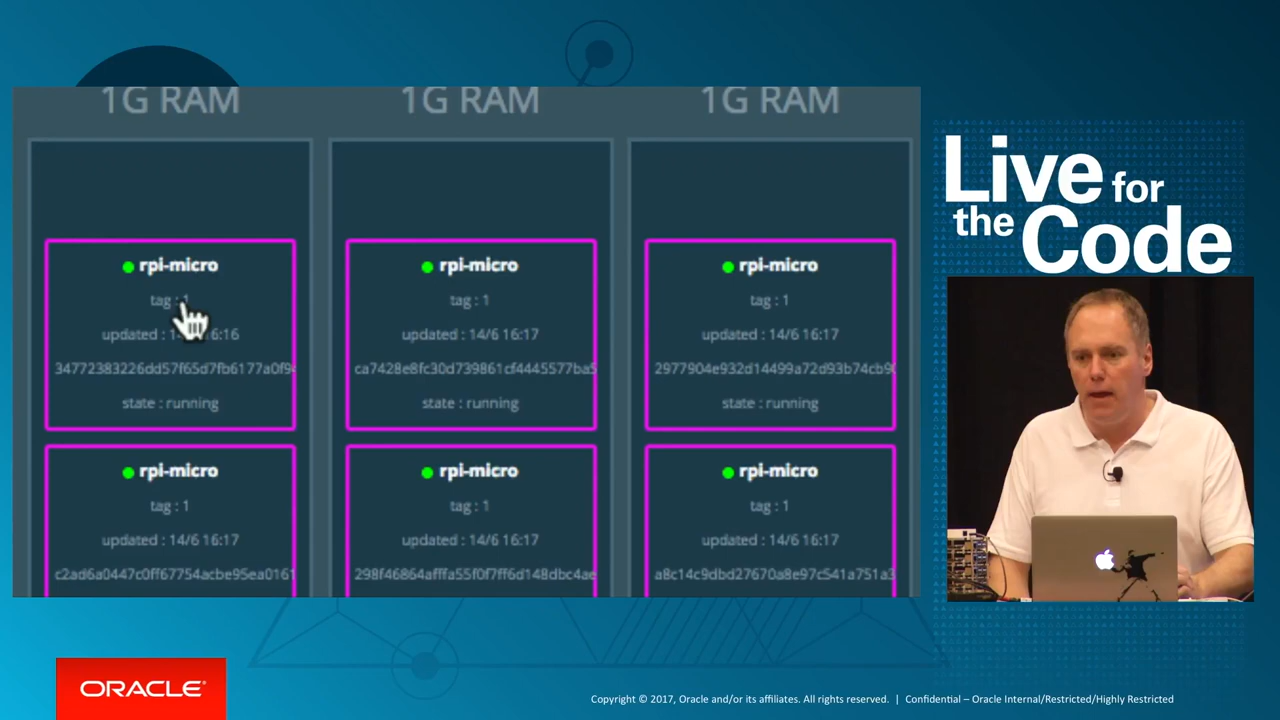 1G RAM 1G RAM 1G RAM
rpi-micro rpi-micro rpi-micro
tag : 1 tag : 1 tag : 1
updated : 14/6 16:17 updated : 14/6 16:17
34772383226dd57f65d7fb6177a0f9 ca7428e8fc30d739861cf4445577ba5 2977904e932d14499a72d93b74cb9
state : running state : running state : running
rpi-micro rpi-micro rpi-micro
tag : 1 tag : 1 tag : 1
updated : 14/6 16:17 updated : 14/6 16:17 updated : 14/6 16:17
c2ad6a0447c0ff67754acbe95ea0161 298f46864afffa55f0f7ff6d148dbc4ae a8c14c9dbd27670a8e97c541a751a3
Live for
the Code
ORACLE
Copyright © 2017, Oracle and/or its affiliates. All rights reserved. | Confidential – Oracle Internal/Restricted/Highly Restricted